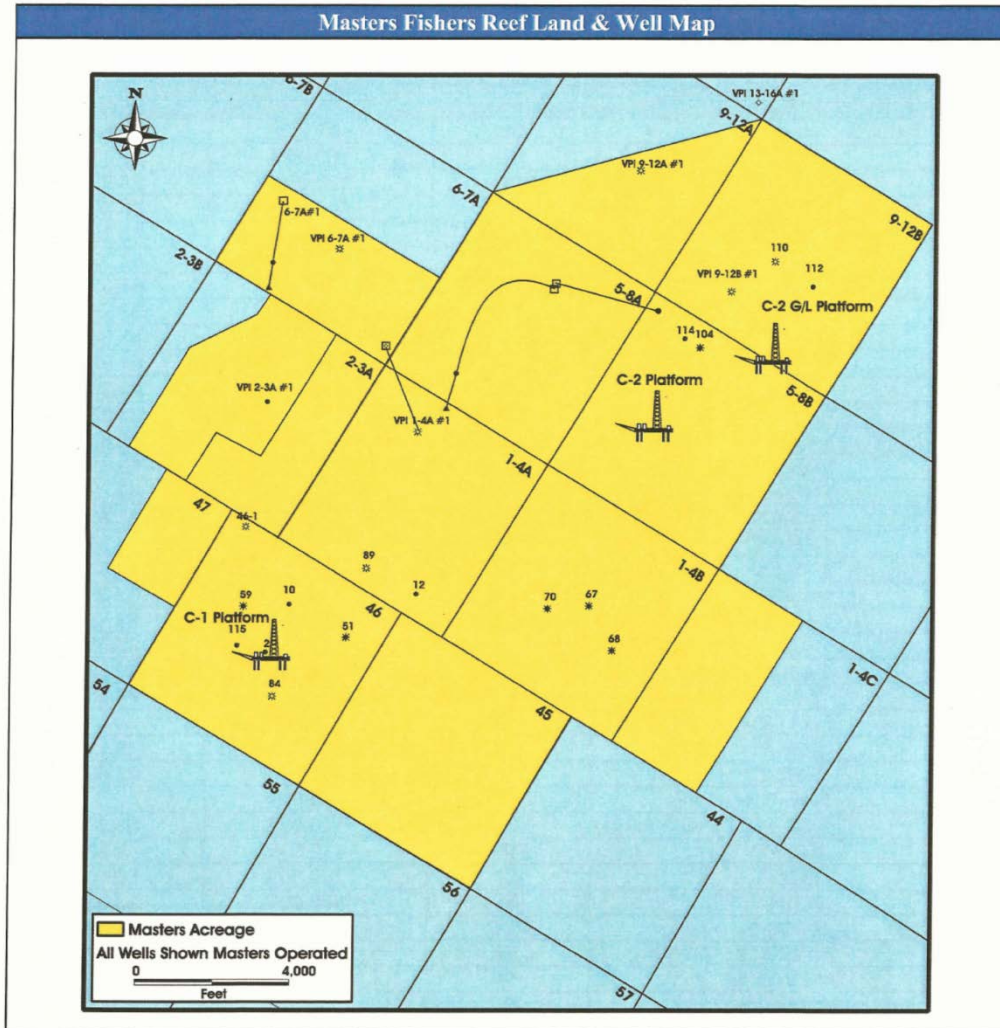 Masters Fishers Reef Land & Well Map
N
6-7B
VPI 13-16A #1
9-12A
VPI 9-12A #1
6-7A
6-7A#1
9-12B
VPI 6-7A #1
2-3B
110
112
VPI 9-12B #1
5-8A
C-2 G/L Platform
114
104
2-3A
C-2 Platform
VPI 2-3A #1
5-8B
VPI 1-4A #1
1-4A
47
46-1
89
1-4B
12
59
10
46
70
67
C-1 Platform
51
115
2
68
1-4C
84
54
45
55
44
56
57
Masters Acreage
All Wells Shown Masters Operated
0 4,000
Feet